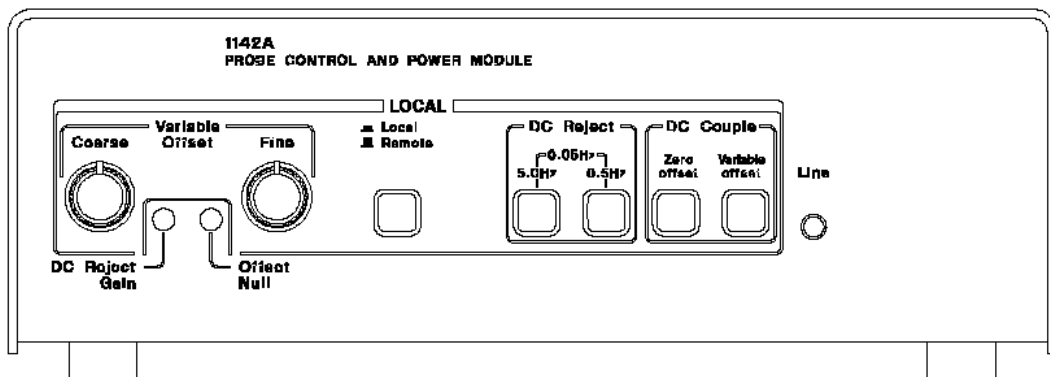 1142A
PROBE CONTROL AND POWER MODULE
LOCAL
Variable
Offset
Coarse
Fine
Local
Remote
DC Reject
0.05Hz
5.0Hz
0.5Hz
DC Couple
Zero
offset
Variable
offset
Line
DC Reject
Gain
Offset
Null